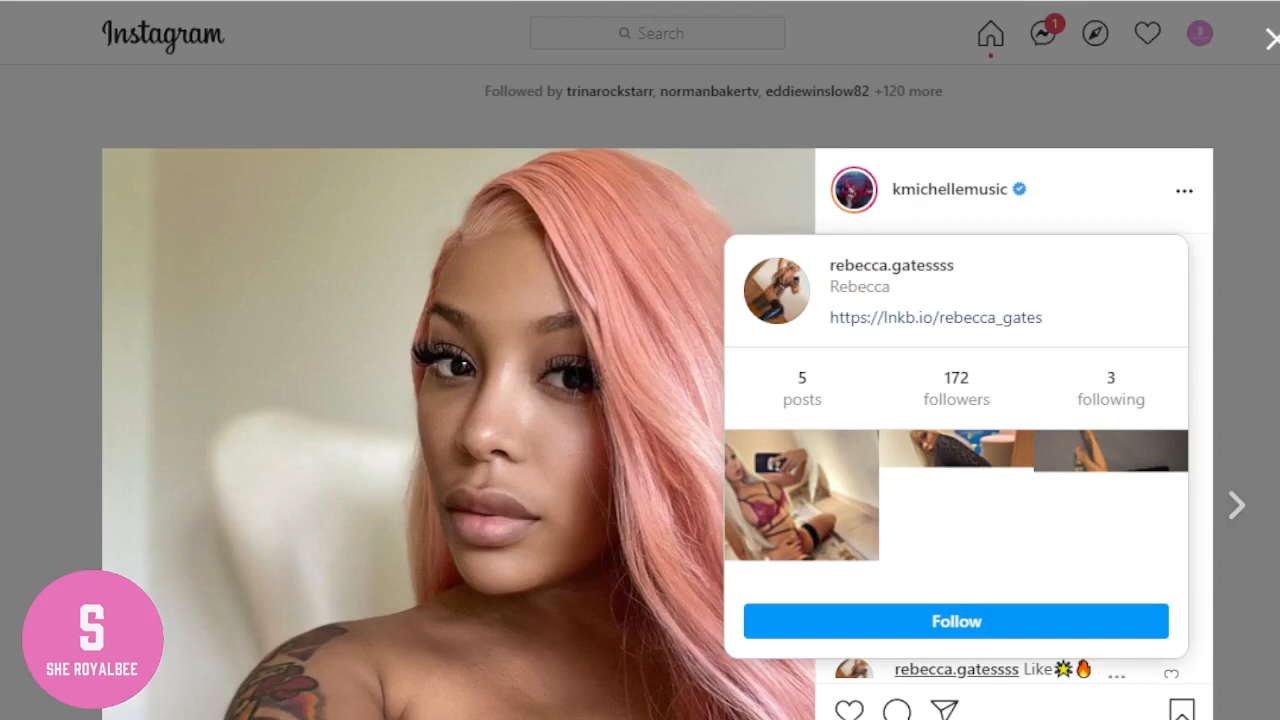 Instagram
Search
1
Followed by trinarockstarr, normanbakertv, eddiewinslow82 +120 more
kmichellemusic
rebecca.gatessss
Rebecca
https://lnkb.io/rebecca_gates
5 172 3
posts followers following
Follow
rebecca.gatessss Like🌟🔥
S
SHE ROYALBEE